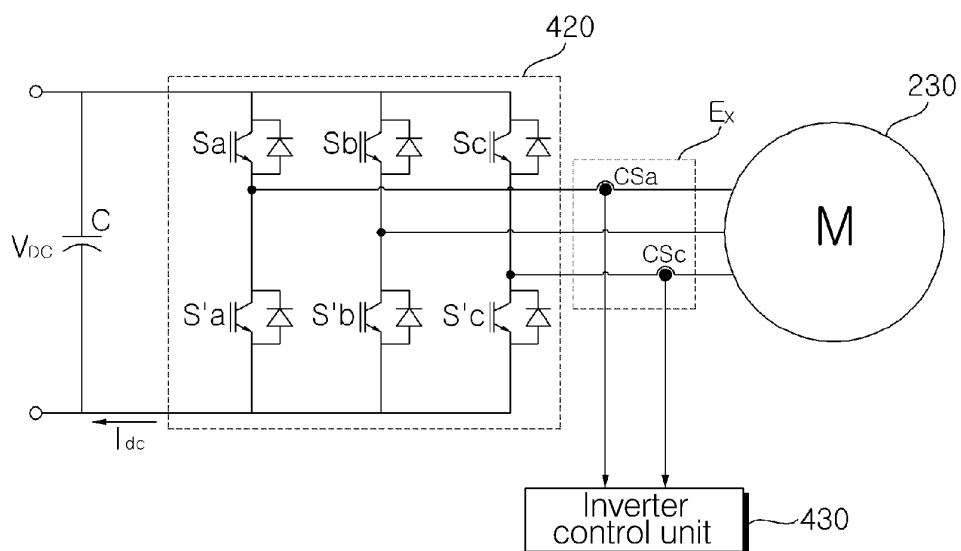 420
230
Ex
Sa
Sb
Sc
CSa
C
VDC
M
CSc
S'a
S'b
S'c
Idc
Inverter
control unit
430